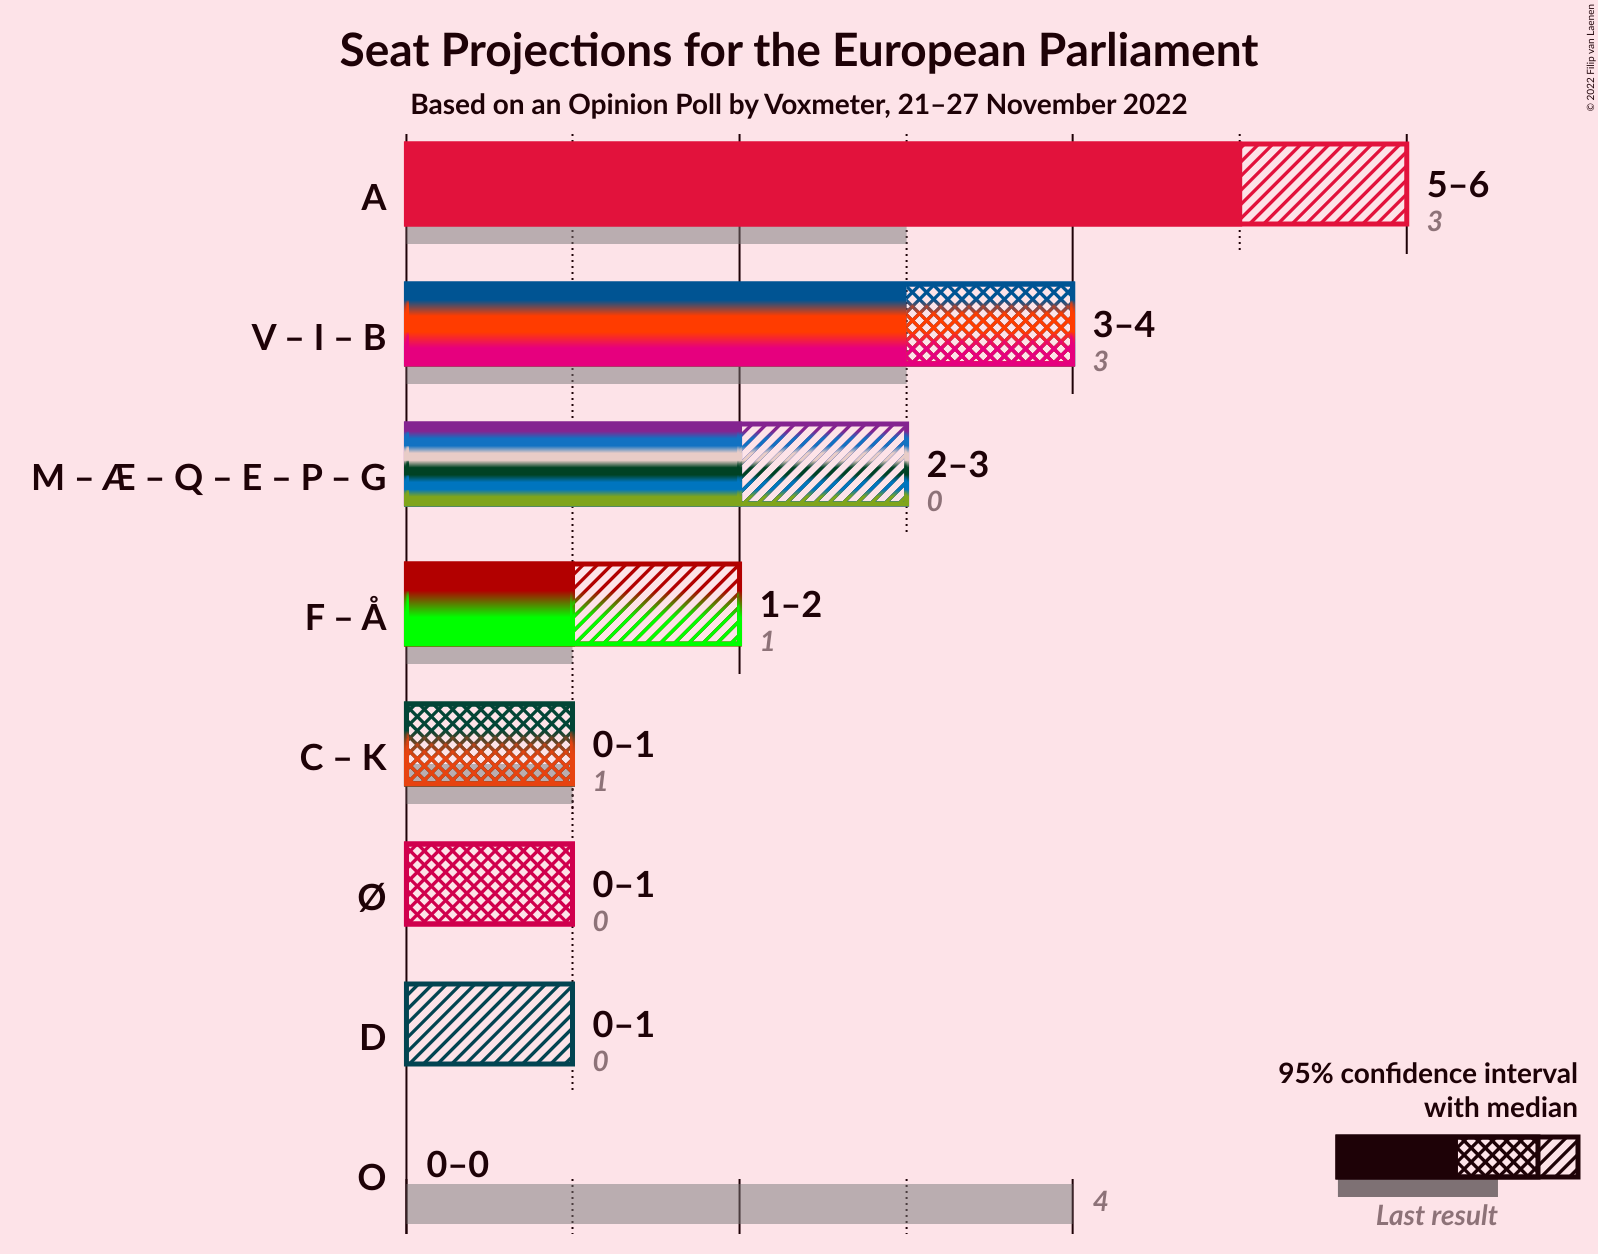 Seat Projections for the European Parliament
Based on an Opinion Poll by Voxmeter, 21–27 November 2022
© 2022 Filip van Laenen
A
5–6
3
V – I – B
3–4
3
M – Æ – Q – E – P – G
2–3
0
F – Å
1–2
1
C – K
0–1
1
Ø
0–1
0
D
0–1
0
O
0–0
4
95% confidence interval
with median
Last result